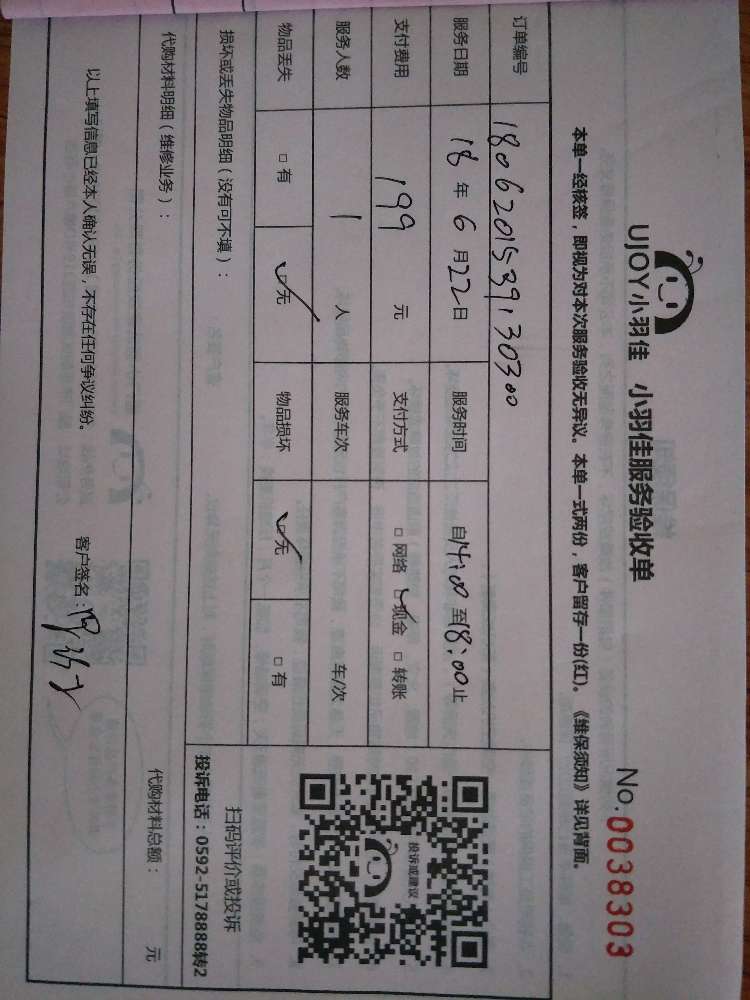 UJOY小羽佳 小羽佳服务验收单 No.0038303
本单一经核签，即视为对本次服务验收无异议。本单一式两份，客户留存一份(红)。《维保须知》详见背面。
订单编号 1806201539130300
服务日期 18 年 6 月 22 日 服务时间 自 14:00 至 18:00 止
支付费用 199 元 支付方式 □ 网络 □ 现金 □ 转账
服务人数 1 人 服务车次 车/次
物品丢失 □ 有 □ 无 物品损坏 □ 无 □ 有
投诉或建议
扫码评价或投诉
投诉电话：0592-5178888转2
损坏或丢失物品明细（没有可不填）：
代购材料明细（维修业务）： 代购材料总额： 元
以上填写信息已经本人确认无误，不存在任何争议纠纷。 客户签名：